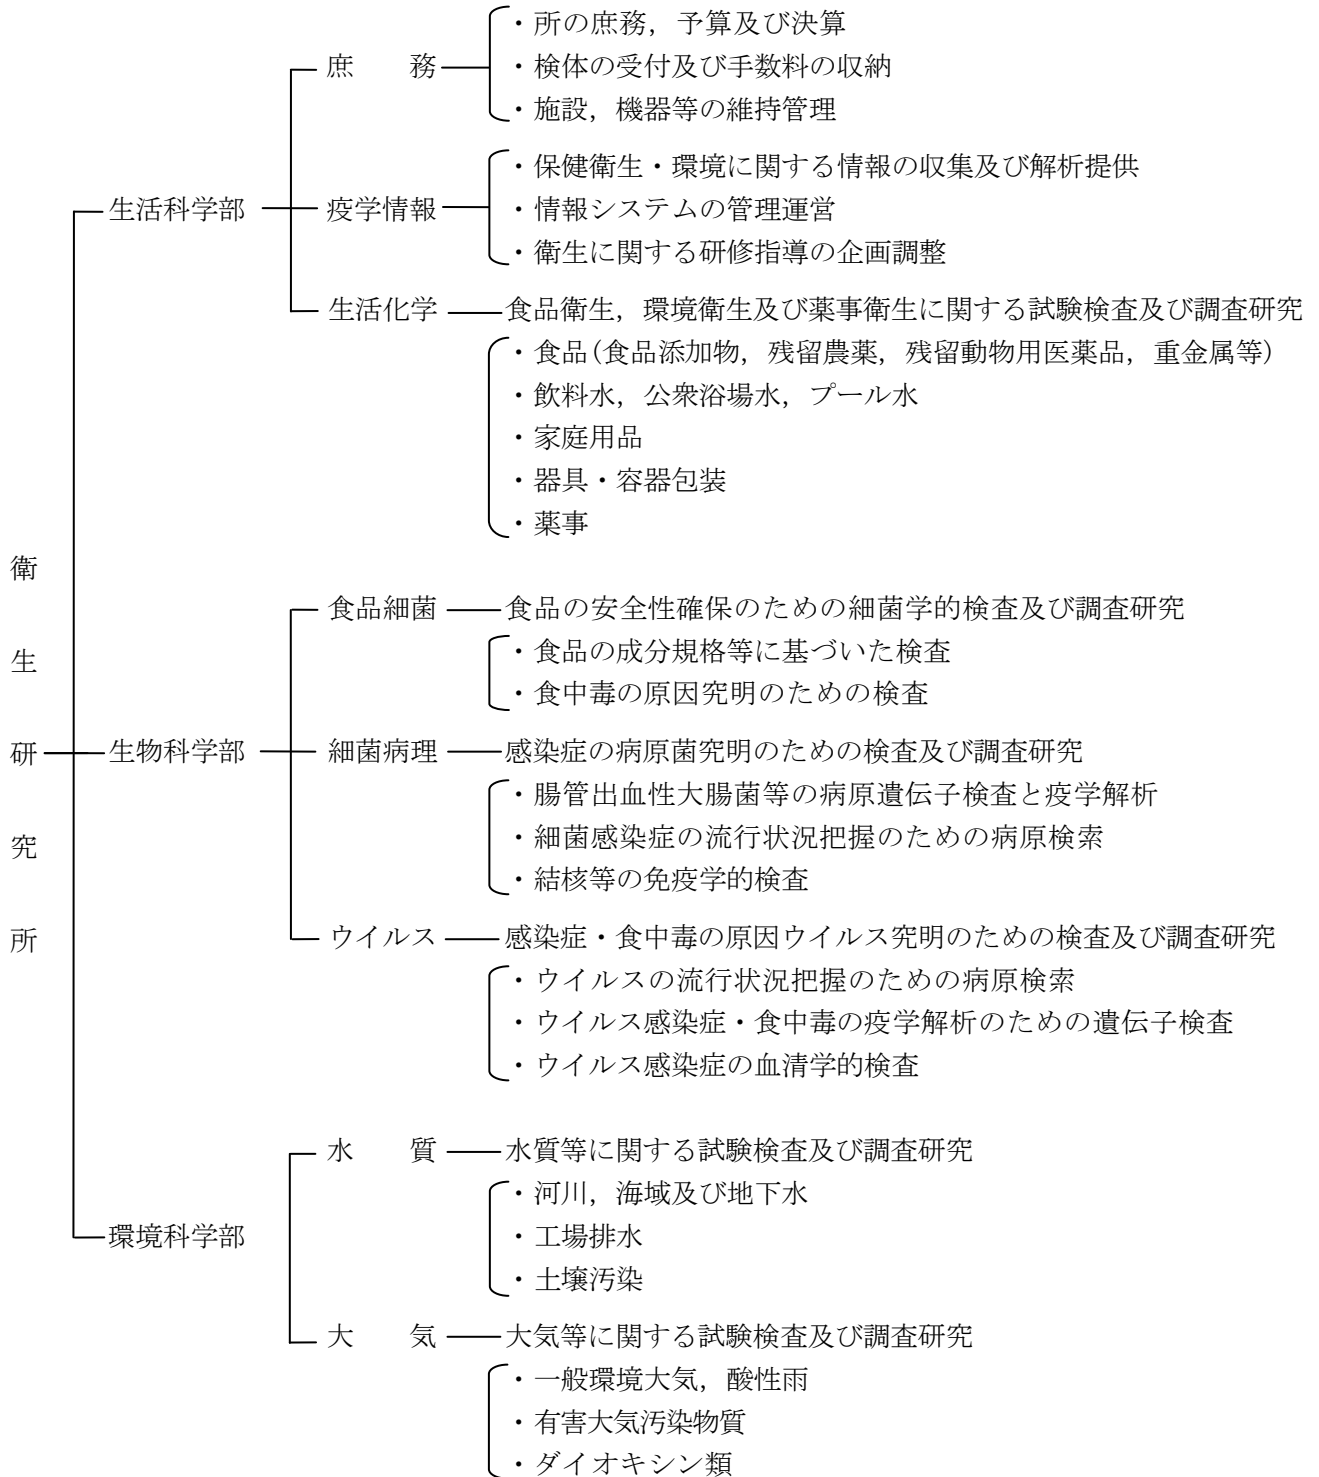 衛生研究所
生活科学部
庶　　務
・所の庶務，予算及び決算
・検体の受付及び手数料の収納
・施設，機器等の維持管理
疫学情報
・保健衛生・環境に関する情報の収集及び解析提供
・情報システムの管理運営
・衛生に関する研修指導の企画調整
生活化学
食品衛生，環境衛生及び薬事衛生に関する試験検査及び調査研究
・食品(食品添加物，残留農薬，残留動物用医薬品，重金属等)
・飲料水，公衆浴場水，プール水
・家庭用品
・器具・容器包装
・薬事
生物科学部
食品細菌
食品の安全性確保のための細菌学的検査及び調査研究
・食品の成分規格等に基づいた検査
・食中毒の原因究明のための検査
細菌病理
感染症の病原菌究明のための検査及び調査研究
・腸管出血性大腸菌等の病原遺伝子検査と疫学解析
・細菌感染症の流行状況把握のための病原検索
・結核等の免疫学的検査
ウイルス
感染症・食中毒の原因ウイルス究明のための検査及び調査研究
・ウイルスの流行状況把握のための病原検索
・ウイルス感染症・食中毒の疫学解析のための遺伝子検査
・ウイルス感染症の血清学的検査
環境科学部
水　　質
水質等に関する試験検査及び調査研究
・河川，海域及び地下水
・工場排水
・土壌汚染
大　　気
大気等に関する試験検査及び調査研究
・一般環境大気，酸性雨
・有害大気汚染物質
・ダイオキシン類